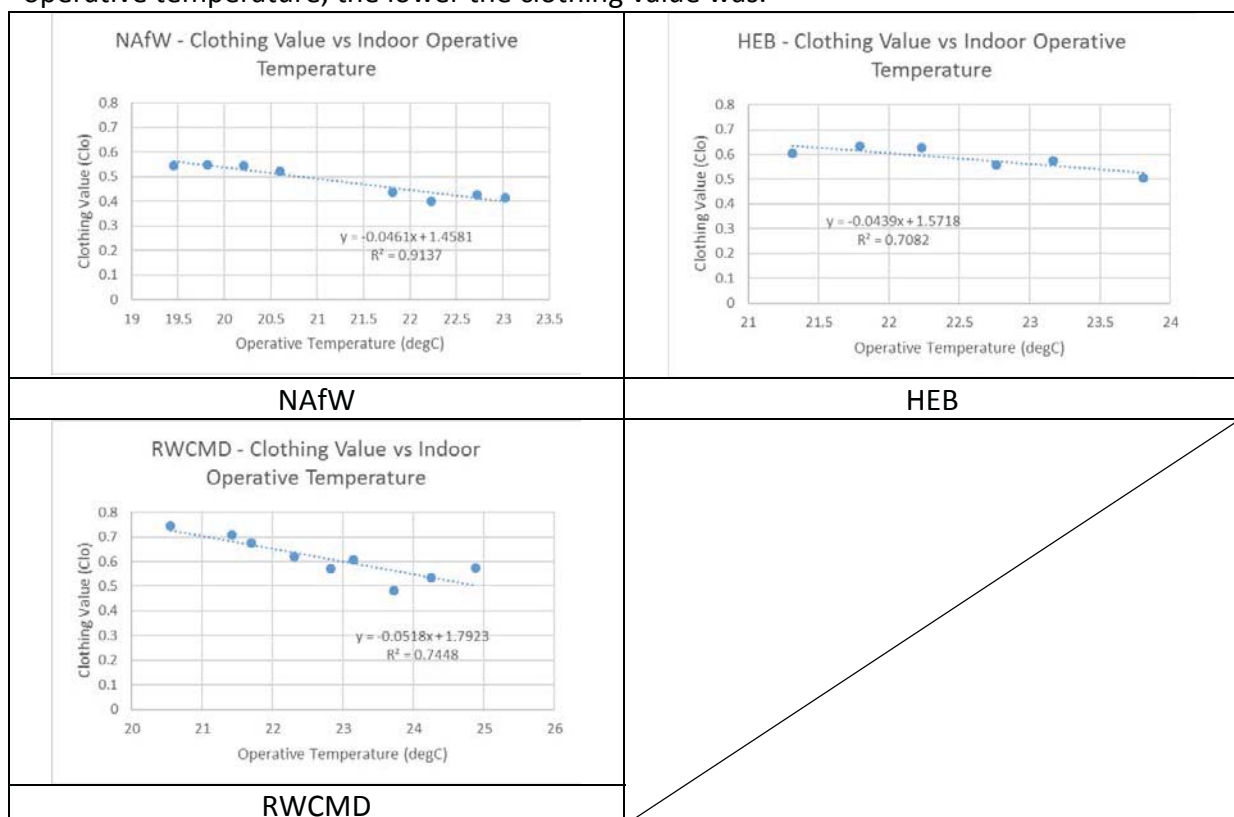 operative temperature, the lower the clothing value was.
NAfW - Clothing Value vs Indoor Operative
Temperature
0.8
0.7
0.6
0.5
0.4
0.3
0.2
0.1
0
Clothing Value (Clo)
y = -0.0461x + 1.4581
R² = 0.9137
19 19.5 20 20.5 21 21.5 22 22.5 23 23.5
Operative Temperature (degC)
NAfW
HEB - Clothing Value vs Indoor Operative
Temperature
0.8
0.7
0.6
0.5
0.4
0.3
0.2
0.1
0
Clothing Value (Clo)
y = -0.0439x + 1.5718
R² = 0.7082
21 21.5 22 22.5 23 23.5 24
Operative Temperature (degC)
HEB
RWCMD - Clothing Value vs Indoor
Operative Temperature
0.8
0.7
0.6
0.5
0.4
0.3
0.2
0.1
0
Clothing Value (Clo)
y = -0.0518x + 1.7923
R² = 0.7448
20 21 22 23 24 25 26
Operative Temperature (degC)
RWCMD